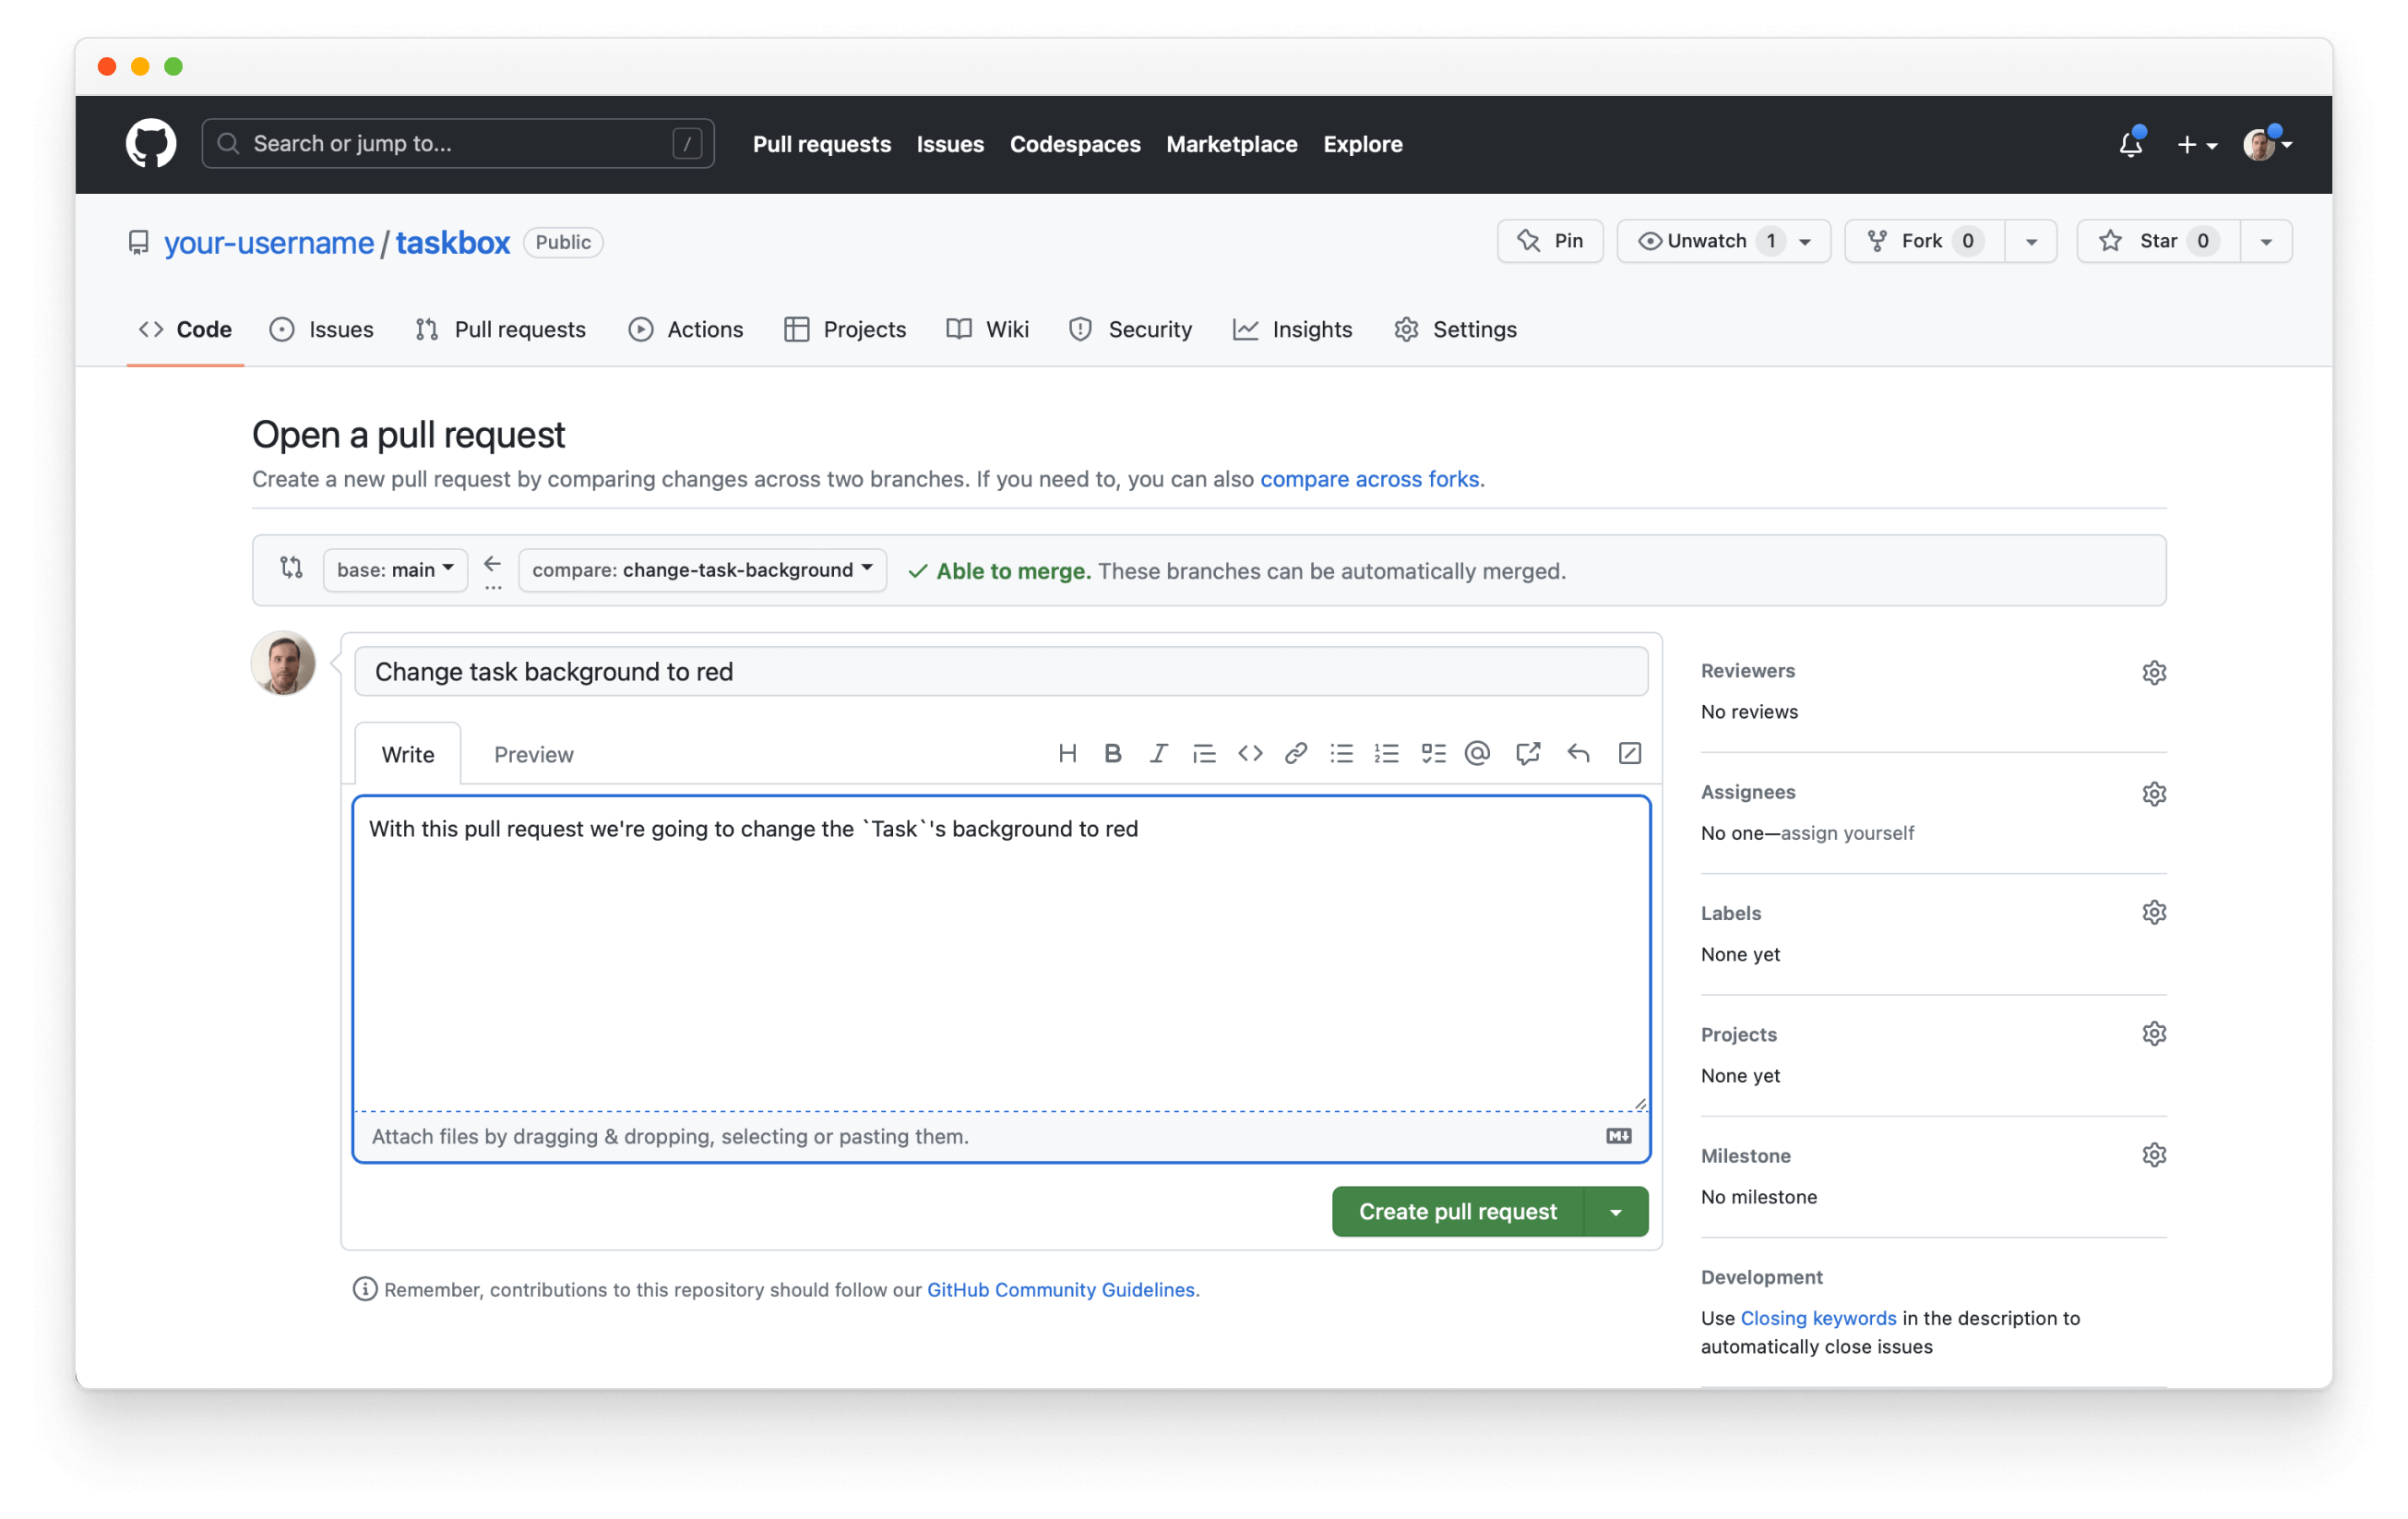 Search or jump to... /
Pull requests Issues Codespaces Marketplace Explore
your-username / taskbox Public
Pin Unwatch 1 Fork 0 Star 0
Code Issues Pull requests Actions Projects Wiki Security Insights Settings
Open a pull request
Create a new pull request by comparing changes across two branches. If you need to, you can also compare across forks.
base: main compare: change-task-background Able to merge. These branches can be automatically merged.
Change task background to red
Write Preview
With this pull request we're going to change the `Task`'s background to red
Attach files by dragging & dropping, selecting or pasting them.
Create pull request
Remember, contributions to this repository should follow our GitHub Community Guidelines.
Reviewers
No reviews
Assignees
No one—assign yourself
Labels
None yet
Projects
None yet
Milestone
No milestone
Development
Use Closing keywords in the description to
automatically close issues